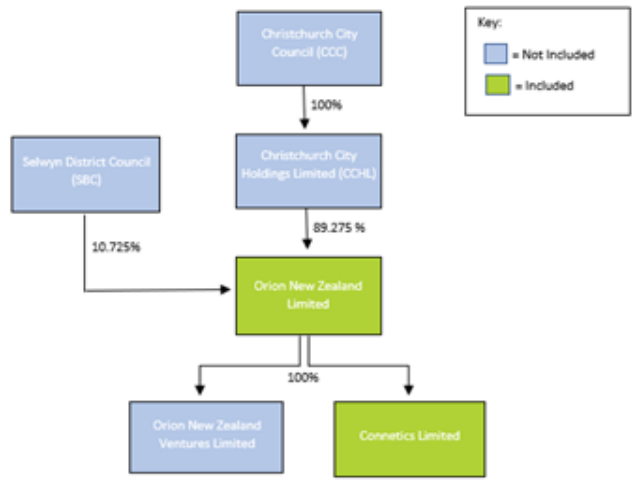 Christchurch City
Council (CCC)
Key:
= Not Included
= Included
100%
Selwyn District Council
(SBC)
Christchurch City
Holdings Limited (CCHL)
10.725%
89.275 %
Orion New Zealand
Limited
100%
Orion New Zealand
Ventures Limited
Connetics Limited